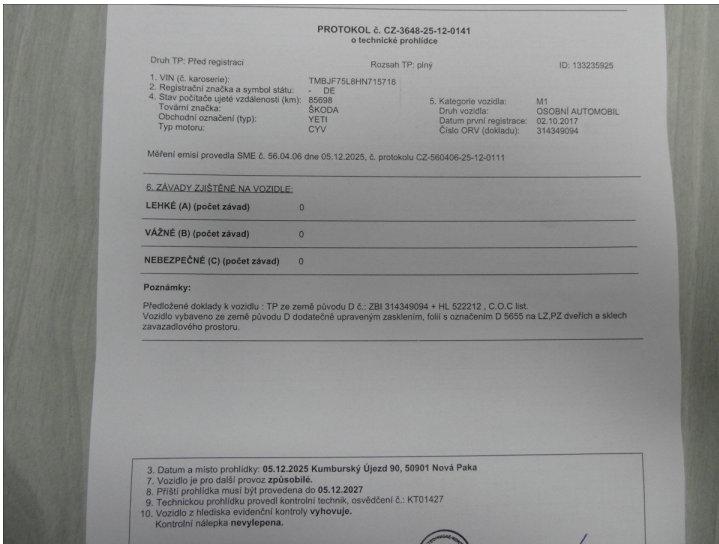 PROTOKOL č. CZ-3648-25-12-0141
o technické prohlídce
Druh TP: Před registrací Rozsah TP: plný ID: 133235925
1. VIN (č. karoserie): TMBJF75L8HN715718
2. Registrační značka a symbol státu: - DE
4. Stav počítače ujeté vzdálenosti (km): 85698 5. Kategorie vozidla: M1
Tovární značka: ŠKODA Druh vozidla: OSOBNÍ AUTOMOBIL
Obchodní označení (typ): YETI Datum první registrace: 02.10.2017
Typ motoru: CYV Číslo ORV (dokladu): 314349094
Měření emisí provedla SME č. 56.04.06 dne 05.12.2025, č. protokolu CZ-560406-25-12-0111
6. ZÁVADY ZJIŠTĚNÉ NA VOZIDLE:
LEHKÉ (A) (počet závad) 0
VÁŽNÉ (B) (počet závad) 0
NEBEZPEČNÉ (C) (počet závad) 0
Poznámky:
Předložené doklady k vozidlu : TP ze země původu D č.: ZBI 314349094 + HL 522212 , C.O.C list.
Vozidlo vybaveno ze země původu D dodatečně upraveným zasklením, folií s označením D 5655 na LZ,PZ dveřích a sklech
zavazadlového prostoru.
3. Datum a místo prohlídky: 05.12.2025 Kumburský Újezd 90, 50901 Nová Paka
7. Vozidlo je pro další provoz způsobilé.
8. Příští prohlídka musí být provedena do 05.12.2027
9. Technickou prohlídku provedl kontrolní technik, osvědčení č.: KT01427
10. Vozidlo z hlediska evidenční kontroly vyhovuje.
Kontrolní nálepka nevylepena.